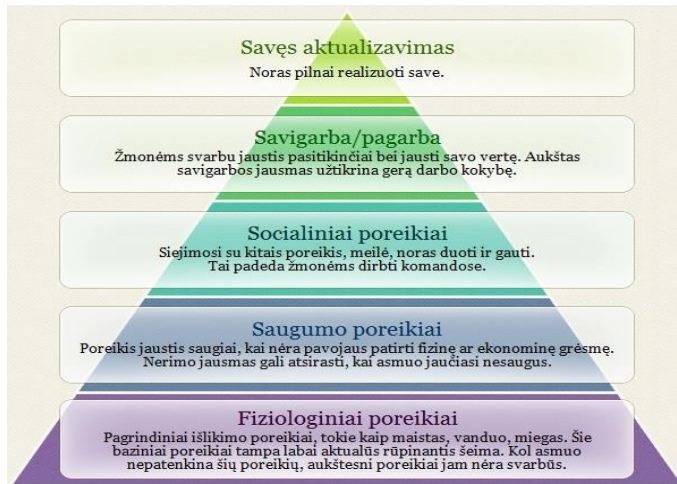 Savęs aktualizavimas
Noras pilnai realizuoti save.
Savigarba/pagarba
Žmonėms svarbu jaustis pasitikinčiai bei jausti savo vertę. Aukštas
savigarbos jausmas užtikrina gerą darbo kokybę.
Socialiniai poreikiai
Siejimosi su kitais poreikis, meilė, noras duoti ir gauti.
Tai padeda žmonėms dirbti komandose.
Saugumo poreikiai
Poreikis jaustis saugiai, kai nėra pavojaus patirti fizinę ar ekonominę grėsmę.
Nerimo jausmas gali atsirasti, kai asmuo jaučiasi nesaugus.
Fiziologiniai poreikiai
Pagrindiniai išlikimo poreikiai, tokie kaip maistas, vanduo, miegas. Šie
baziniai poreikiai tampa labai aktualūs rūpinantis šeima. Kol asmuo
nepatenkina šių poreikių, aukštesni poreikiai jam nėra svarbūs.